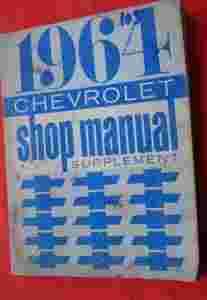 1964
CHEVROLET
shop manual
SUPPLEMENT